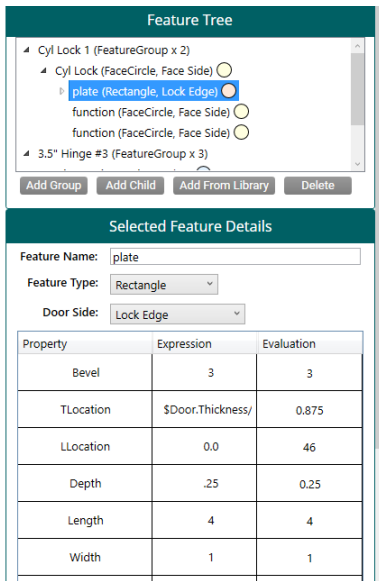 Feature Tree
Cyl Lock 1 (FeatureGroup x 2)
Cyl Lock (FaceCircle, Face Side)
plate (Rectangle, Lock Edge)
function (FaceCircle, Face Side)
function (FaceCircle, Face Side)
3.5" Hinge #3 (FeatureGroup x 3)
Add Group Add Child Add From Library Delete
Selected Feature Details
Feature Name: plate
Feature Type: Rectangle
Door Side: Lock Edge
Property Expression Evaluation
Bevel 3 3
TLocation $Door.Thickness/ 0.875
LLocation 0.0 46
Depth .25 0.25
Length 4 4
Width 1 1